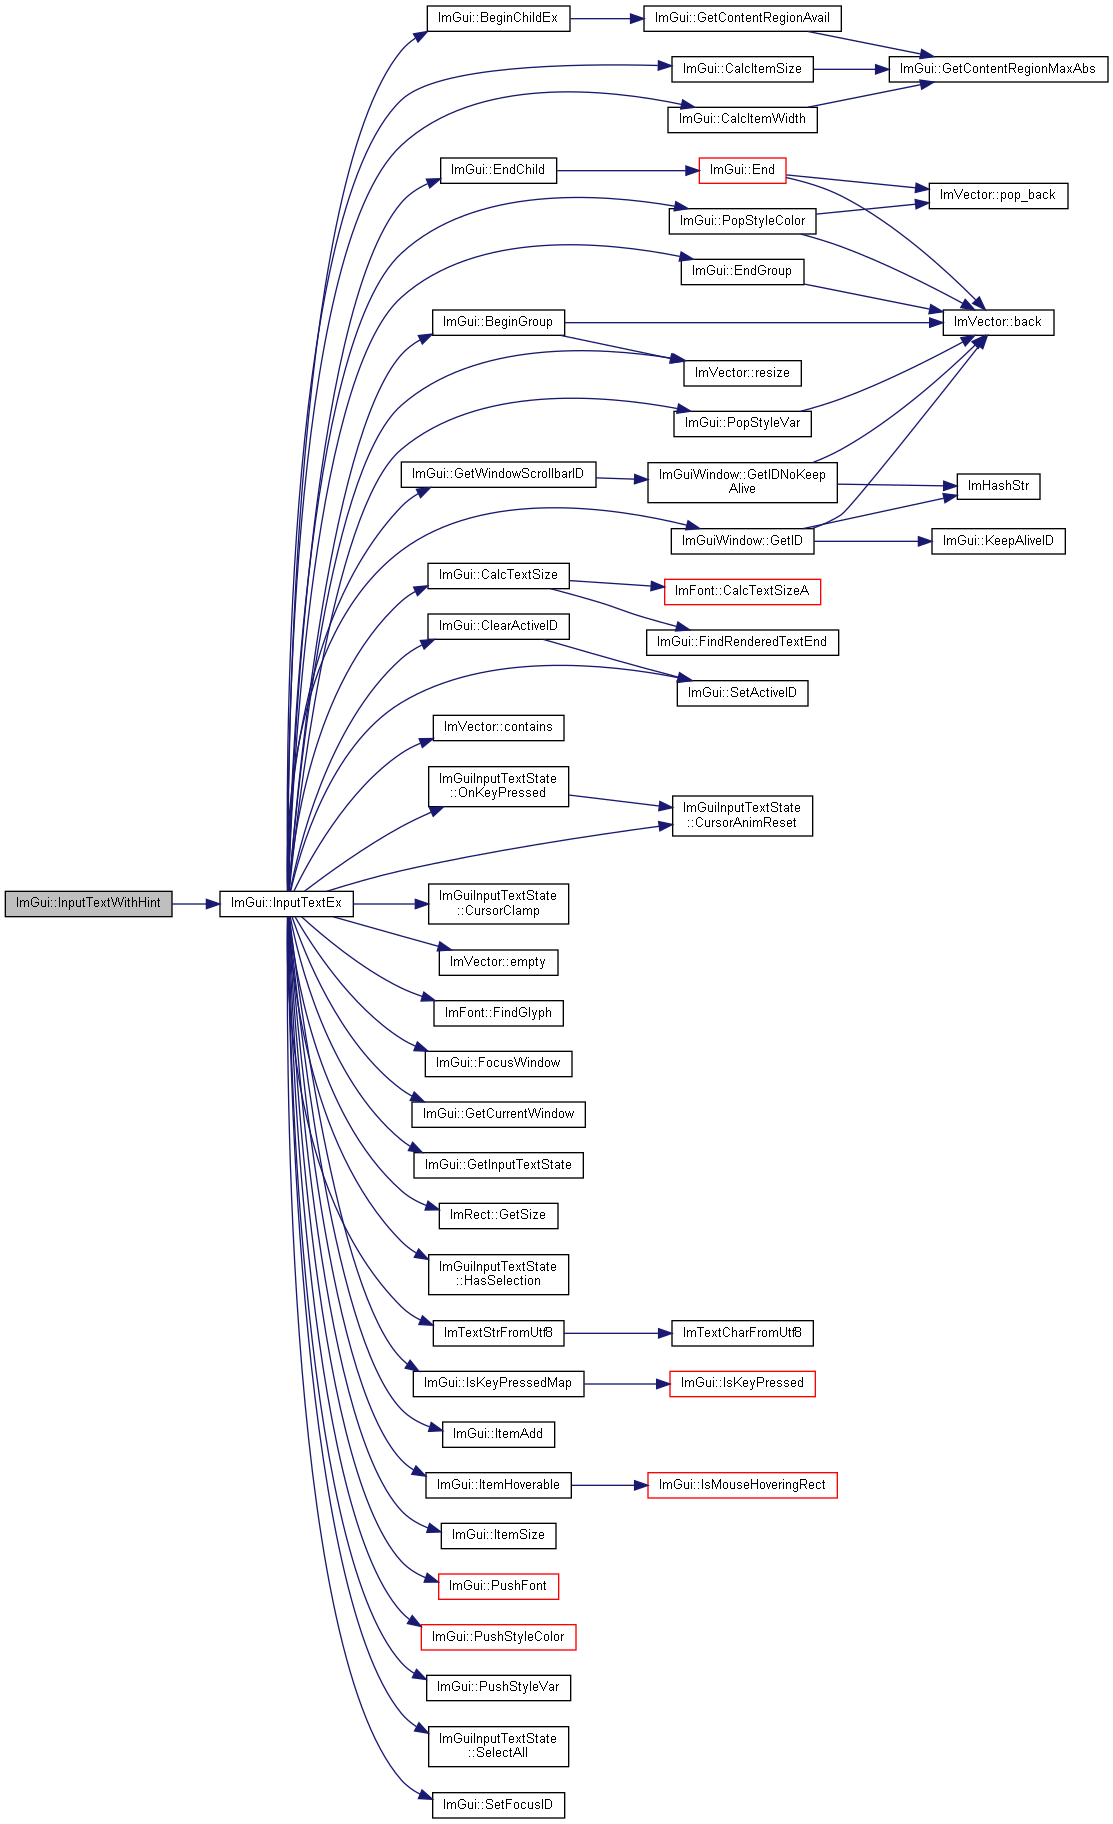 ImGui::BeginChildEx
ImGui::GetContentRegionAvail
ImGui::CalcItemSize
ImGui::GetContentRegionMaxAbs
ImGui::CalcItemWidth
ImGui::EndChild
ImGui::End
ImVector::pop_back
ImGui::PopStyleColor
ImGui::EndGroup
ImGui::BeginGroup
ImVector::back
ImVector::resize
ImGui::PopStyleVar
ImGui::GetWindowScrollbarID
ImGuiWindow::GetIDNoKeep
Alive
ImHashStr
ImGuiWindow::GetID
ImGui::KeepAliveID
ImGui::CalcTextSize
ImFont::CalcTextSizeA
ImGui::ClearActiveID
ImGui::FindRenderedTextEnd
ImGui::SetActiveID
ImVector::contains
ImGuiInputTextState
::OnKeyPressed
ImGuiInputTextState
::CursorAnimReset
ImGui::InputTextWithHint
ImGui::InputTextEx
ImGuiInputTextState
::CursorClamp
ImVector::empty
ImFont::FindGlyph
ImGui::FocusWindow
ImGui::GetCurrentWindow
ImGui::GetInputTextState
ImRect::GetSize
ImGuiInputTextState
::HasSelection
ImTextStrFromUtf8
ImTextCharFromUtf8
ImGui::IsKeyPressedMap
ImGui::IsKeyPressed
ImGui::ItemAdd
ImGui::ItemHoverable
ImGui::IsMouseHoveringRect
ImGui::ItemSize
ImGui::PushFont
ImGui::PushStyleColor
ImGui::PushStyleVar
ImGuiInputTextState
::SelectAll
ImGui::SetFocusID